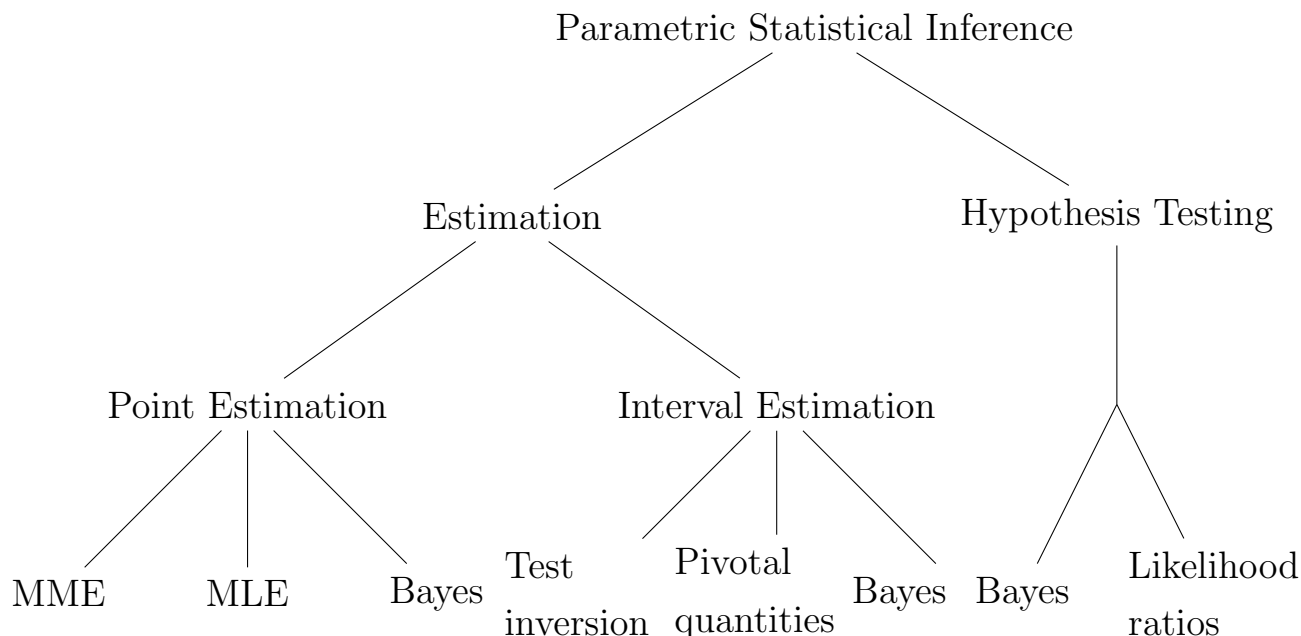 Parametric Statistical Inference
Estimation
Hypothesis Testing
Point Estimation
Interval Estimation
MME
MLE
Bayes
Test
inversion
Pivotal
quantities
Bayes
Bayes
Likelihood
ratios